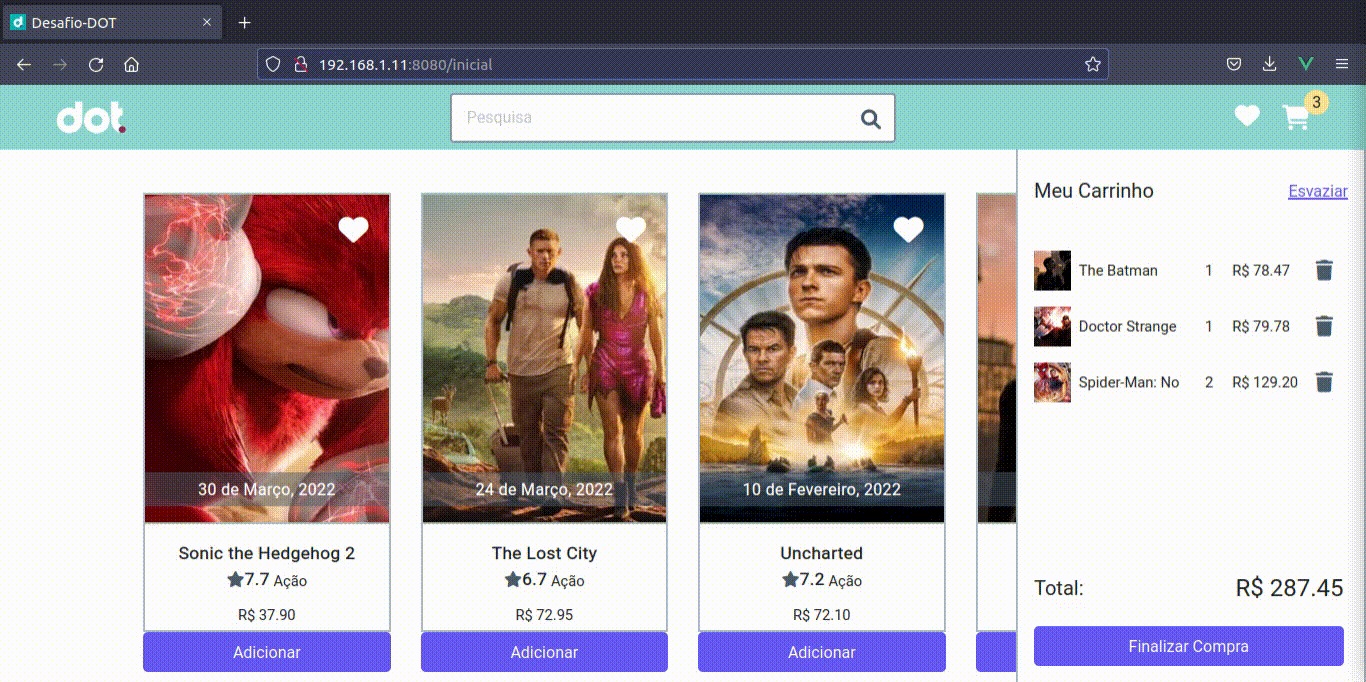 Desafio-DOT
192.168.1.11:8080/inicial
dot.
Pesquisa
3
30 de Março, 2022
Sonic the Hedgehog 2
7.7 Ação
R$ 37.90
Adicionar
24 de Março, 2022
The Lost City
6.7 Ação
R$ 72.95
Adicionar
10 de Fevereiro, 2022
Uncharted
7.2 Ação
R$ 72.10
Adicionar
Meu Carrinho
Esvaziar
The Batman 1 R$ 78.47
Doctor Strange 1 R$ 79.78
Spider-Man: No 2 R$ 129.20
Total: R$ 287.45
Finalizar Compra